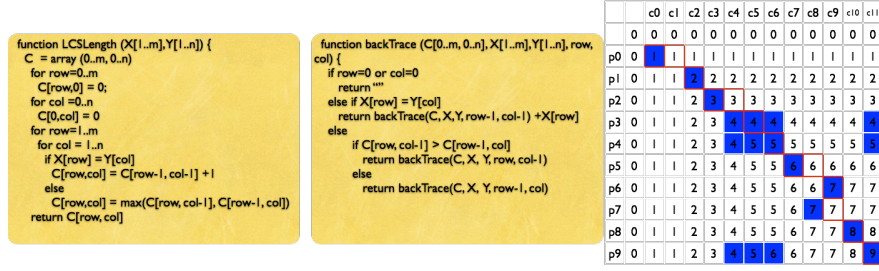 function LCSLength (X[1..m],Y[1..n]) {
C = array (0..m, 0..n)
for row=0..m
C[row,0] = 0;
for col =0..n
C[0,col] = 0
for row=1..m
for col = 1..n
if X[row] = Y[col]
C[row,col] = C[row-1, col-1] +1
else
C[row,col] = max(C[row, col-1], C[row-1, col])
return C[row, col]
function backTrace (C[0..m, 0..n],X[1..m],Y[1..n], row,
col) {
if row=0 or col=0
return “”
else if X[row] =Y[col]
return backTrace(C, X,Y, row-1, col-1) +X[row]
else
if C[row, col-1] > C[row-1, col]
return backTrace(C, X, Y, row, col-1)
else
return backTrace(C, X, Y, row-1, col)
c0 c1 c2 c3 c4 c5 c6 c7 c8 c9 c10 c11
0 0 0 0 0 0 0 0 0 0 0 0 0
p0 0 1 1 1 1 1 1 1 1 1 1 1 1
p1 0 1 1 2 2 2 2 2 2 2 2 2 2
p2 0 1 1 2 3 3 3 3 3 3 3 3 3
p3 0 1 1 2 3 4 4 4 4 4 4 4 4
p4 0 1 1 2 3 4 5 5 5 5 5 5 5
p5 0 1 1 2 3 4 5 5 6 6 6 6 6
p6 0 1 1 2 3 4 5 5 6 6 7 7 7
p7 0 1 1 2 3 4 5 5 6 7 7 7 7
p8 0 1 1 2 3 4 5 5 6 7 7 8 8
p9 0 1 1 2 3 4 5 6 6 7 7 8 9